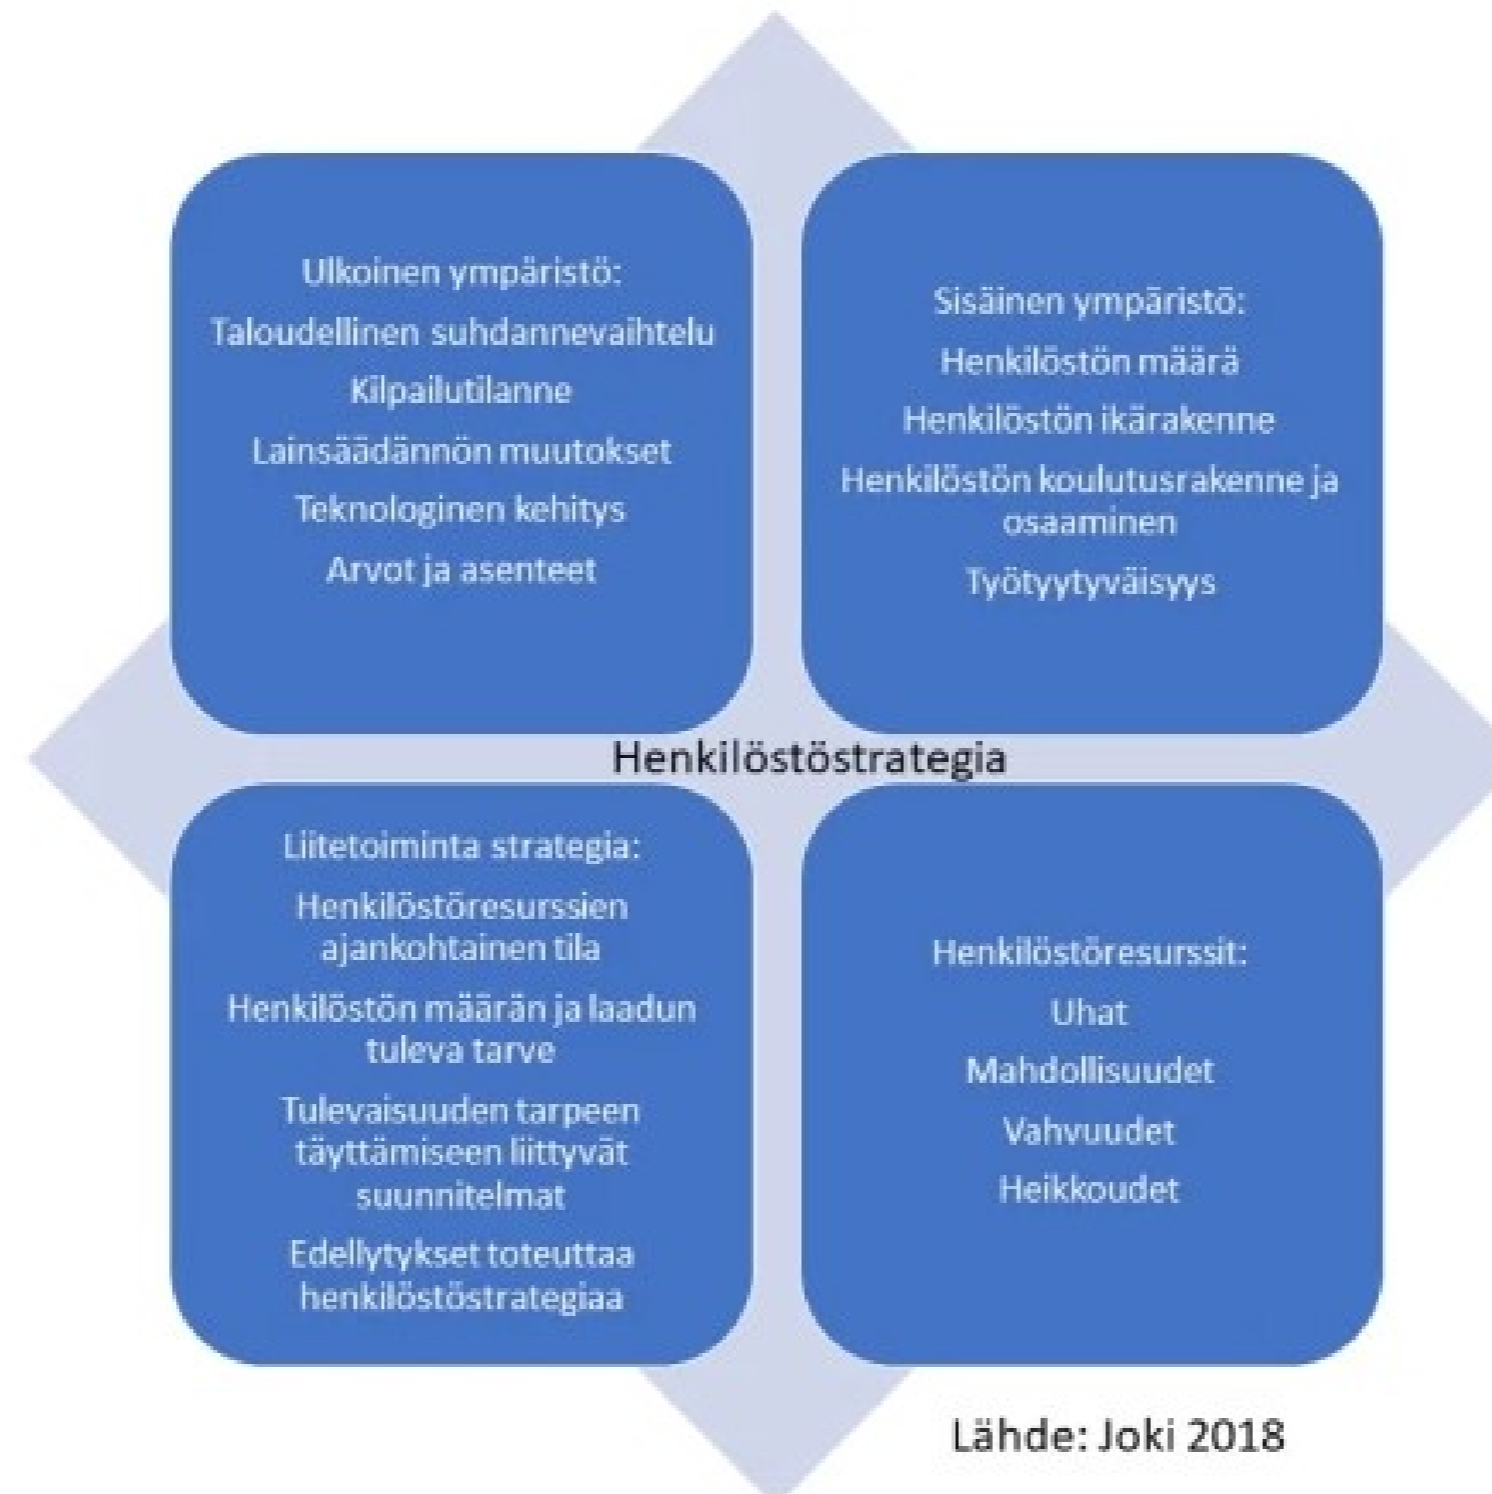 Ulkoinen ympäristö:
Taloudellinen suhdannevaihtelu
Kilpailutilanne
Lainsäädännön muutokset
Teknologinen kehitys
Arvot ja asenteet
Sisäinen ympäristö:
Henkilöstön määrä
Henkilöstön ikärakenne
Henkilöstön koulutusrakenne ja
osaaminen
Työtyytyväisyys
Henkilöstöstrategia
Liitetoiminta strategia:
Henkilöstöresurssien
ajankohtainen tila
Henkilöstön määrän ja laadun
tuleva tarve
Tulevaisuuden tarpeen
täyttämiseen liittyvät
suunnitelmat
Edellytykset toteuttaa
henkilöstöstrategiaa
Henkilöstöresurssit:
Uhat
Mahdollisuudet
Vahvuudet
Heikkoudet
Lähde: Joki 2018